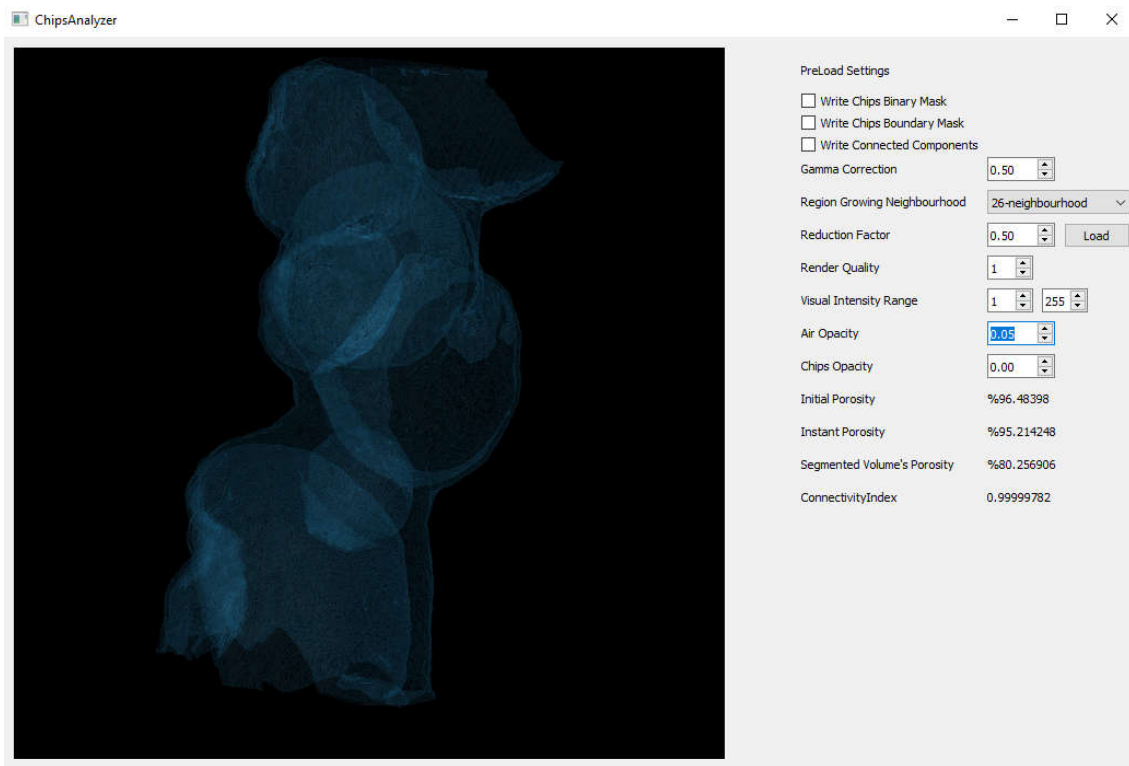 ChipsAnalyzer
PreLoad Settings
Write Chips Binary Mask
Write Chips Boundary Mask
Write Connected Components
Gamma Correction 0.50
Region Growing Neighbourhood 26-neighbourhood
Reduction Factor 0.50 Load
Render Quality 1
Visual Intensity Range 1 255
Air Opacity 0.05
Chips Opacity 0.00
Initial Porosity %96.48398
Instant Porosity %95.214248
Segmented Volume's Porosity %80.256906
ConnectivityIndex 0.99999782